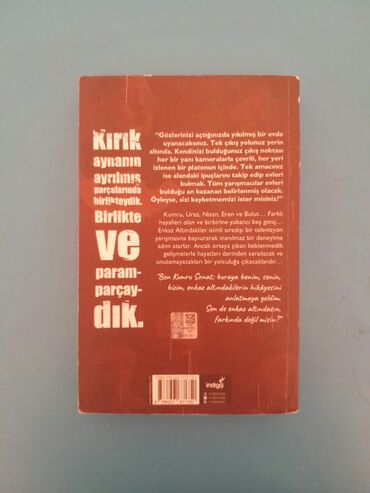 Kırık
aynanın
ayrılmış
parçalarında
birlikteydik.
Birlikte
ve
param-
parçay-
dık.
"Gözlerinizi açtığınızda yıkılmış bir evde
uyanacaksınız. Tek çıkış yolunuz yerin
altında. Kendinizi bulduğunuz çıkış noktası
her bir yanı kameralarla çevrili, her yeri
izlenen bir platonun içinde. Tek amacınız
ise alandaki ipuçlarını takip edip evleri
bulmak. Tüm yarışmacılar evleri
bulduğu an kazanan belirlenmiş olacak.
Öyleyse, sizi kaybetmemizi ister misiniz?"
Kumru, Uraz, Nisan, Eren ve Bulut... Farklı
hayalleri olan ve birbirine yabancı beş genç...
Enkaz Altındakiler isimli sıradışı bir televizyon
yarışmasına başvurarak inanılmaz bir deneyime
adım atarlar. Ancak ortaya çıkan beklenmedik
gelişmelerle hayatları derinden sarsılacak ve
unutamayacakları bir yolculuğa çıkacaklardır...
"Ben Kumru Sonat; buraya benim, senin,
bizim, enkaz altındakilerin hikâyesini
anlatmaya geldim.
Sen de enkaz altındasın,
farkında değil misin?"
indigo